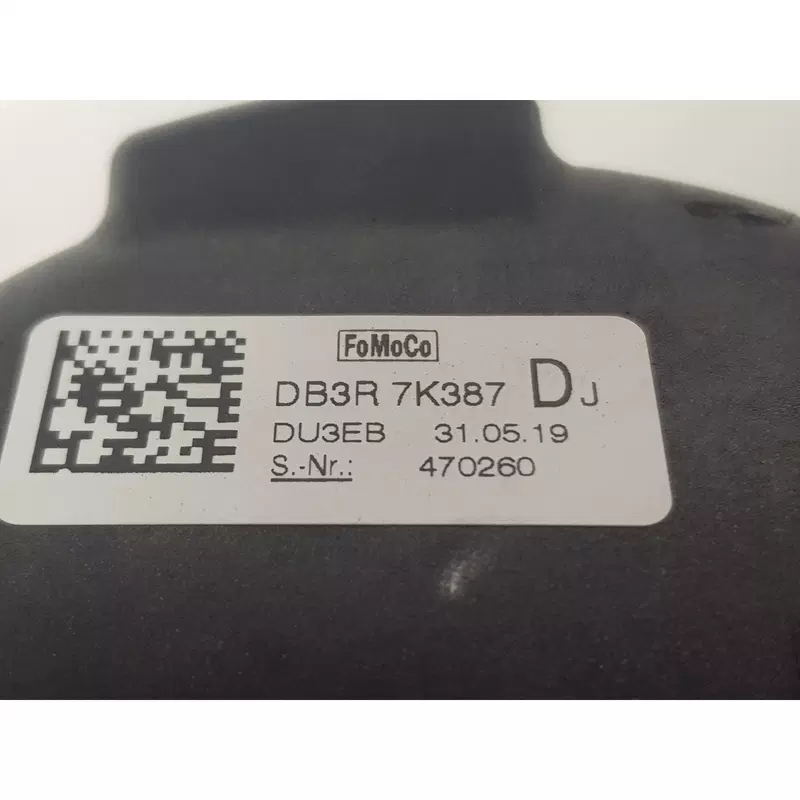 FoMoCo
DB3R 7K387 DJ
DU3EB 31.05.19
S.-Nr.: 470260